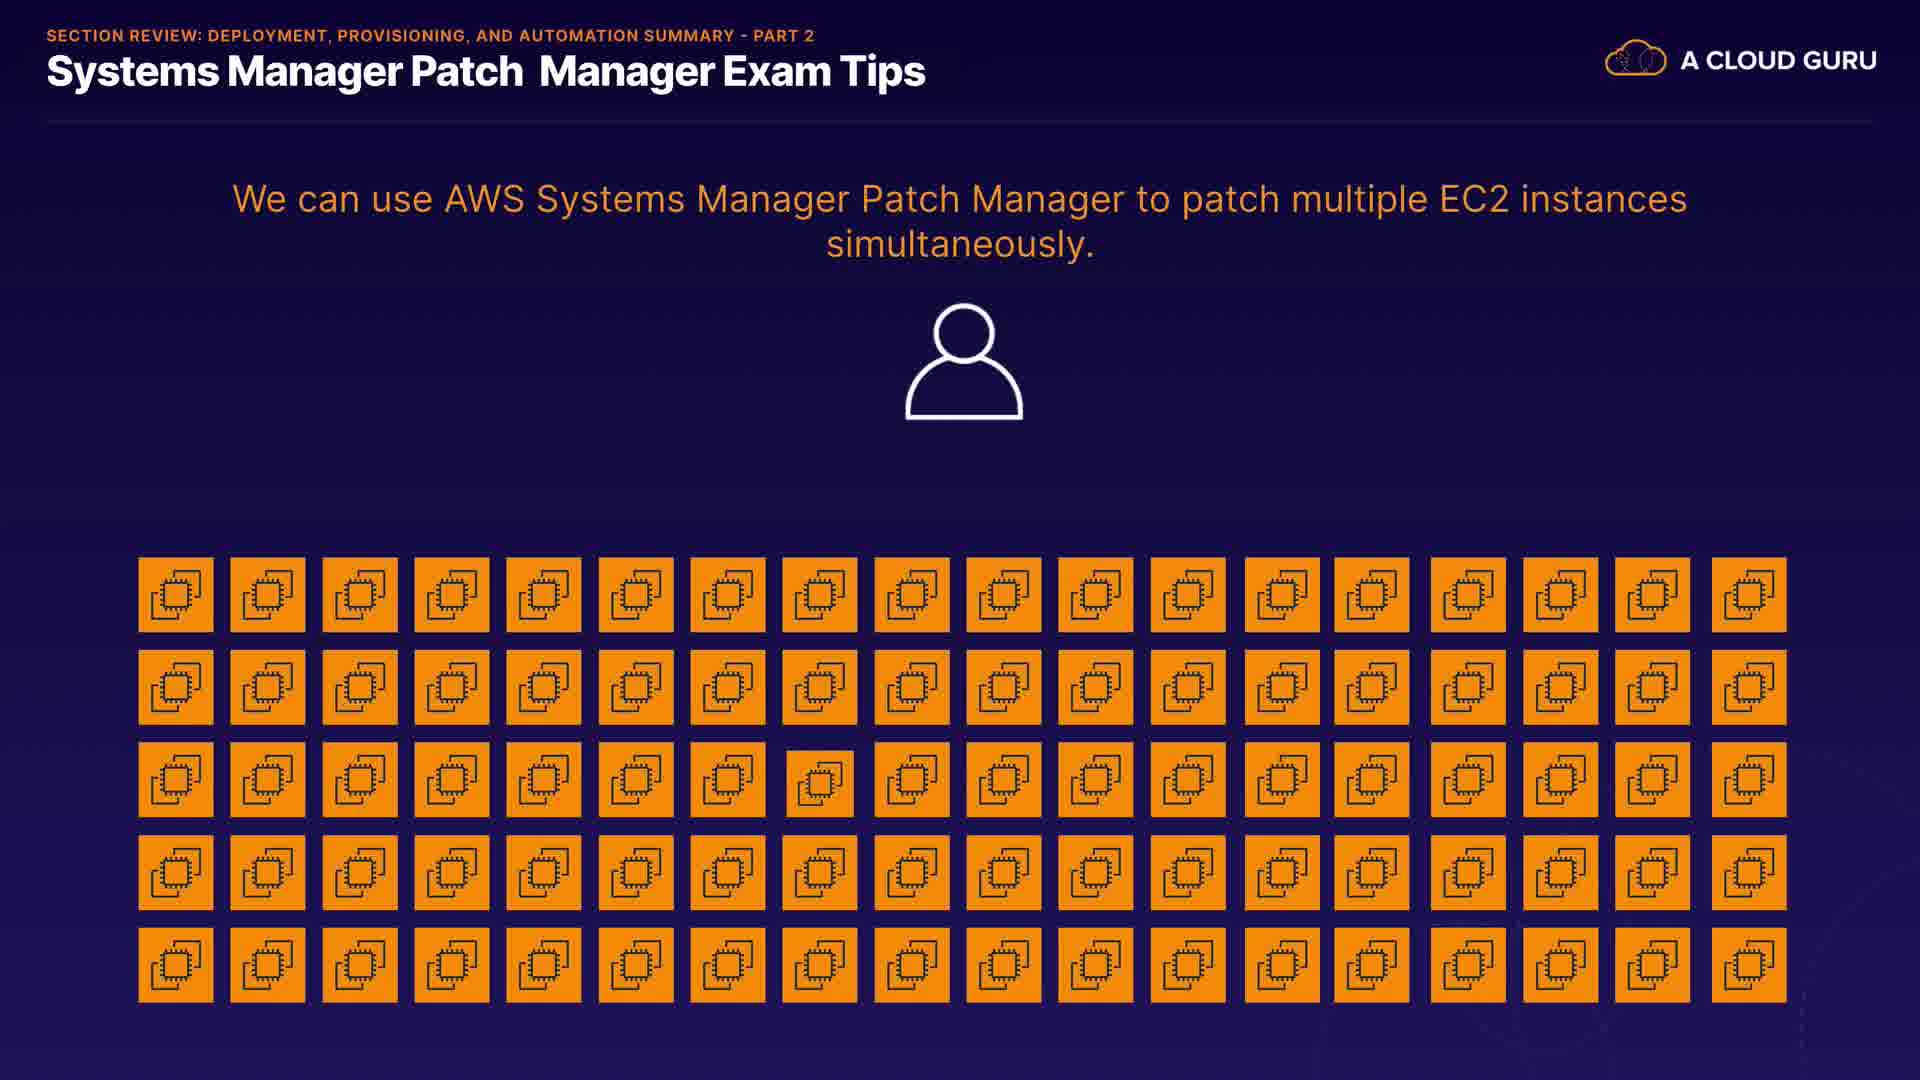 SECTION REVIEW: DEPLOYMENT, PROVISIONING, AND AUTOMATION SUMMARY - PART 2
Systems Manager Patch  Manager Exam Tips
A CLOUD GURU
We can use AWS Systems Manager Patch Manager to patch multiple EC2 instances
simultaneously.